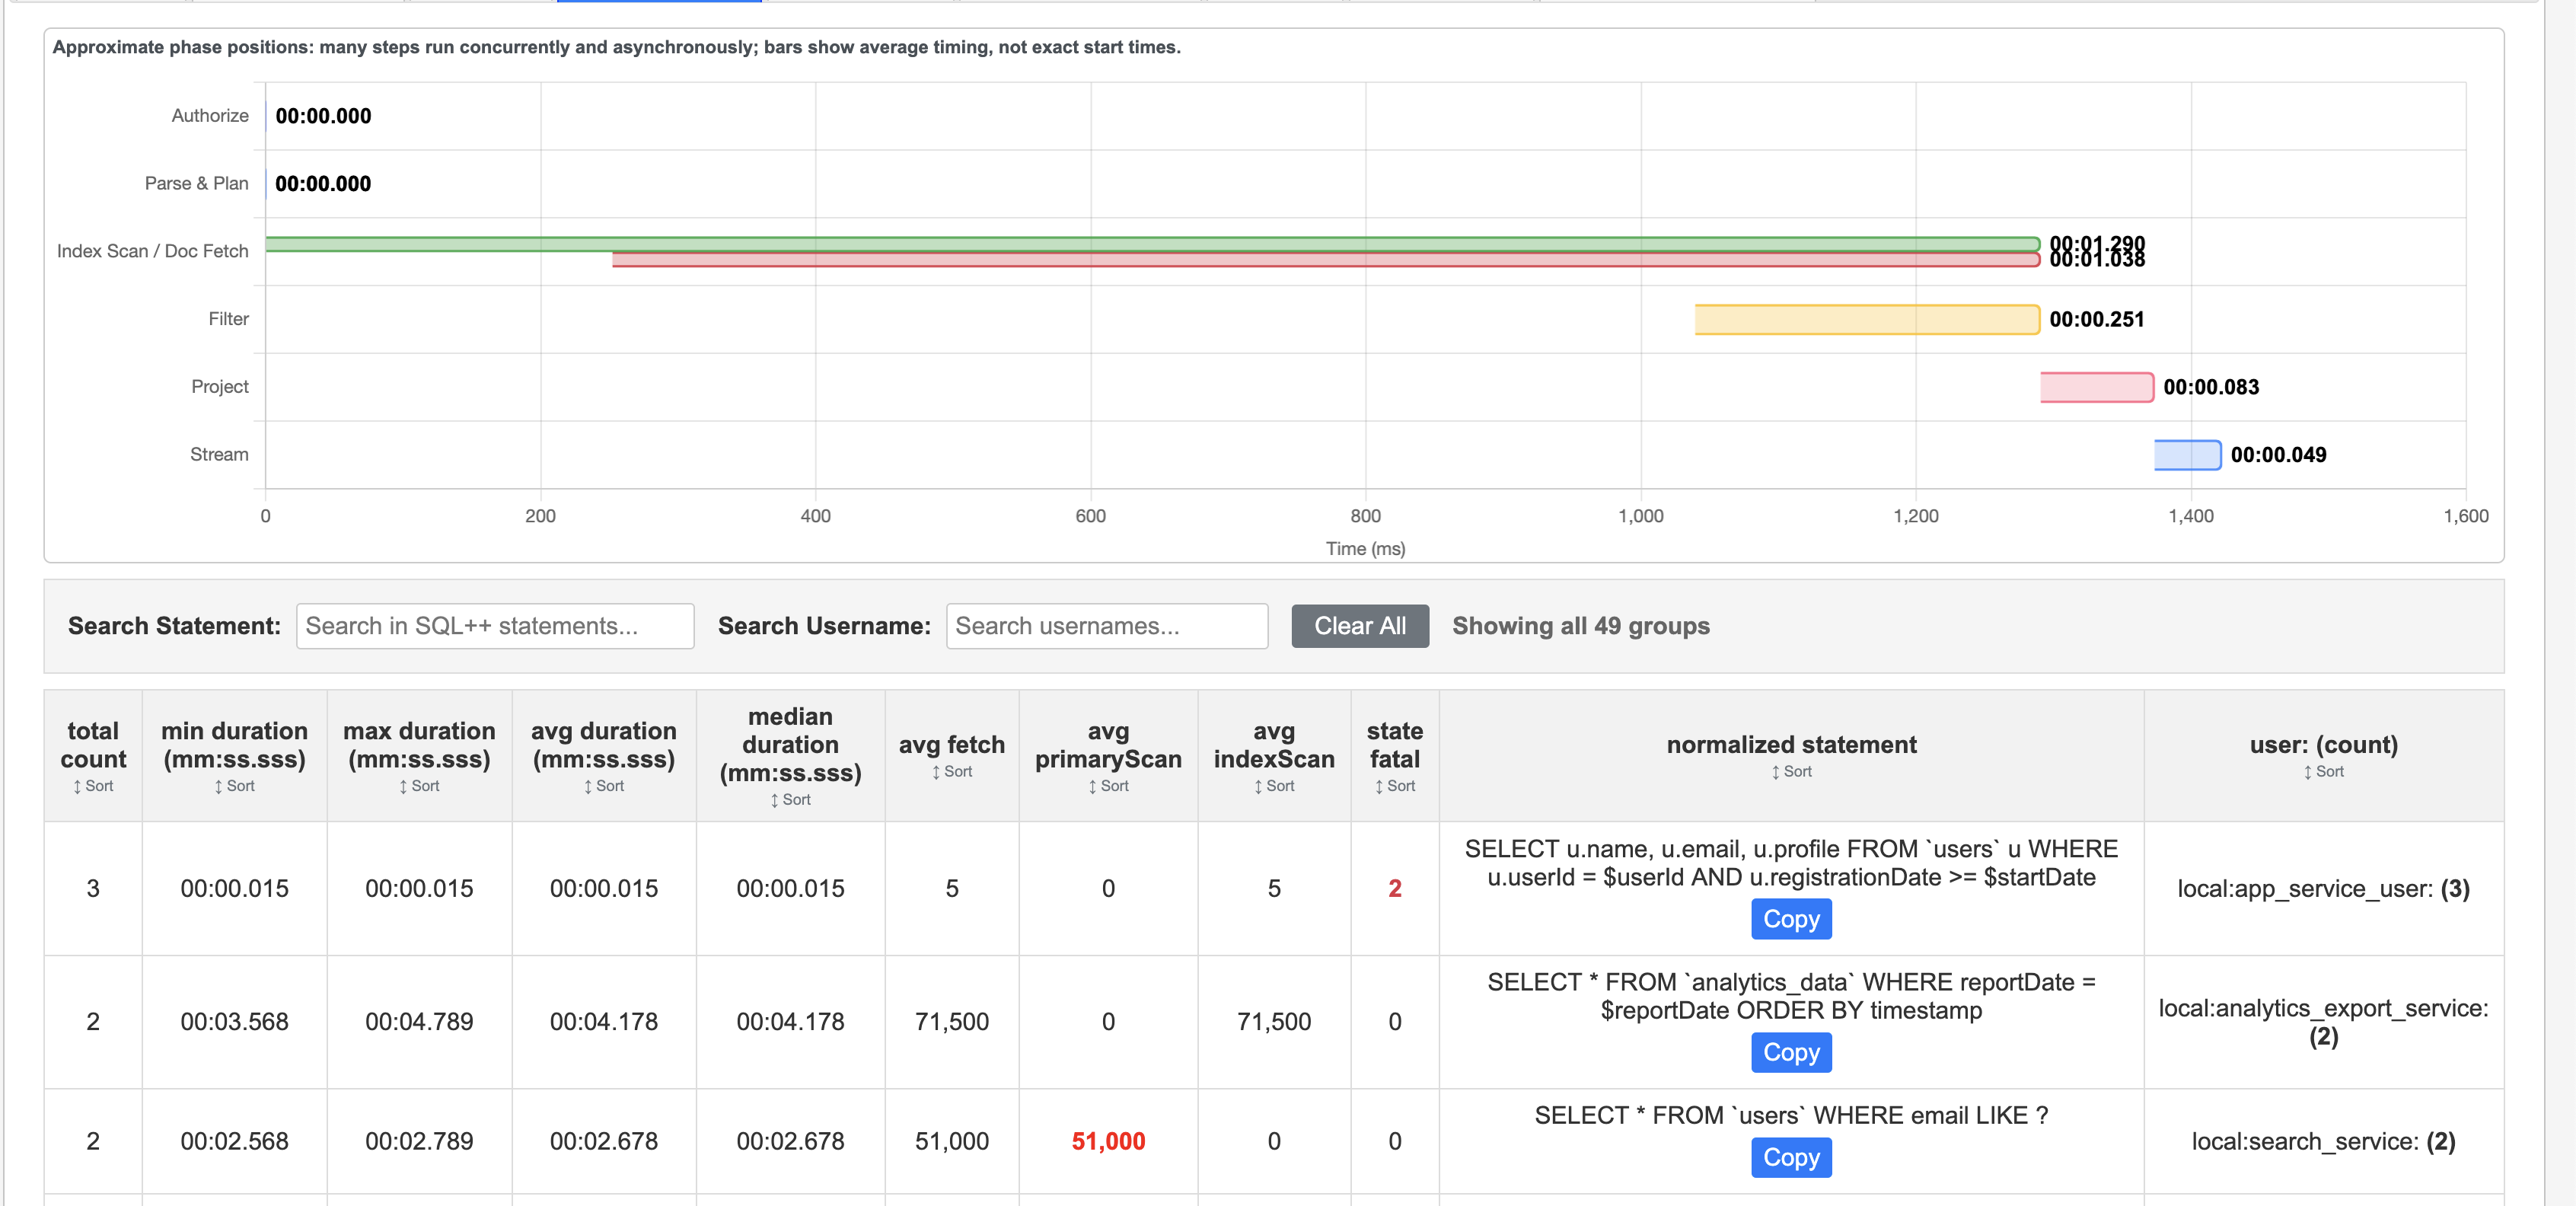 Approximate phase positions: many steps run concurrently and asynchronously; bars show average timing, not exact start times.
Authorize
00:00.000
Parse & Plan
00:00.000
Index Scan / Doc Fetch
00:01.290
00:01.038
Filter
00:00.251
Project
00:00.083
Stream
00:00.049
0 200 400 600 800 1,000 1,200 1,400 1,600
Time (ms)
Search Statement: Search in SQL++ statements... Search Username: Search usernames... Clear All Showing all 49 groups
total
count
↕ Sort
min duration
(mm:ss.sss)
↕ Sort
max duration
(mm:ss.sss)
↕ Sort
avg duration
(mm:ss.sss)
↕ Sort
median
duration
(mm:ss.sss)
↕ Sort
avg fetch
↕ Sort
avg
primaryScan
↕ Sort
avg
indexScan
↕ Sort
state
fatal
↕ Sort
normalized statement
↕ Sort
user: (count)
↕ Sort
3
00:00.015
00:00.015
00:00.015
00:00.015
5
0
5
2
SELECT u.name, u.email, u.profile FROM `users` u WHERE
u.userId = $userId AND u.registrationDate >= $startDate
Copy
local:app_service_user: (3)
2
00:03.568
00:04.789
00:04.178
00:04.178
71,500
0
71,500
0
SELECT * FROM `analytics_data` WHERE reportDate =
$reportDate ORDER BY timestamp
Copy
local:analytics_export_service:
(2)
2
00:02.568
00:02.789
00:02.678
00:02.678
51,000
51,000
0
0
SELECT * FROM `users` WHERE email LIKE ?
Copy
local:search_service: (2)